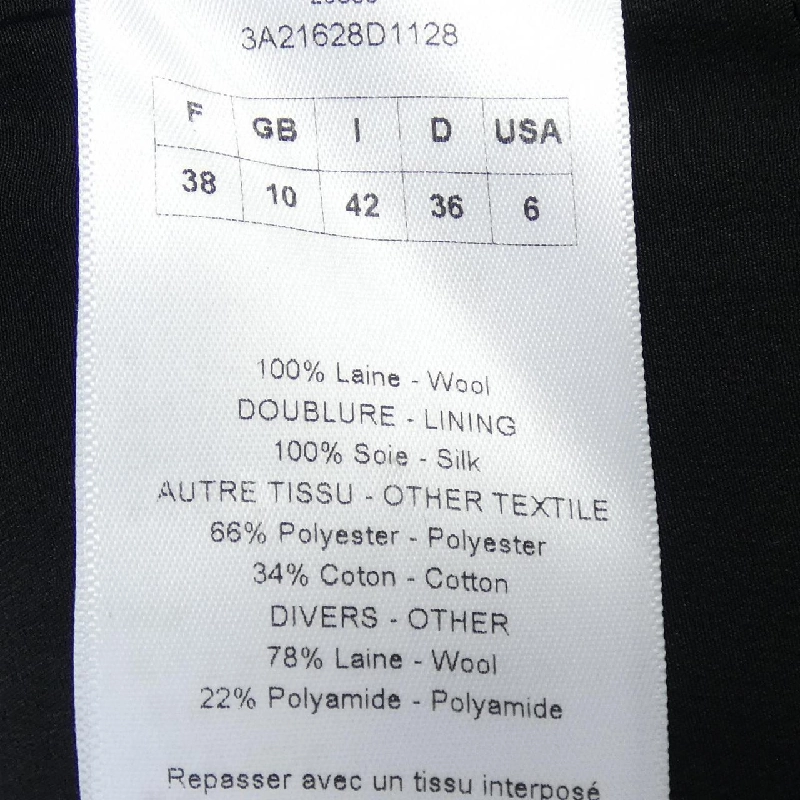 3A21628D1128
F GB I D USA
38 10 42 36 6
100% Laine - Wool
DOUBLURE - LINING
100% Soie - Silk
AUTRE TISSU - OTHER TEXTILE
66% Polyester - Polyester
34% Coton - Cotton
DIVERS - OTHER
78% Laine - Wool
22% Polyamide - Polyamide
Repasser avec un tissu interposé